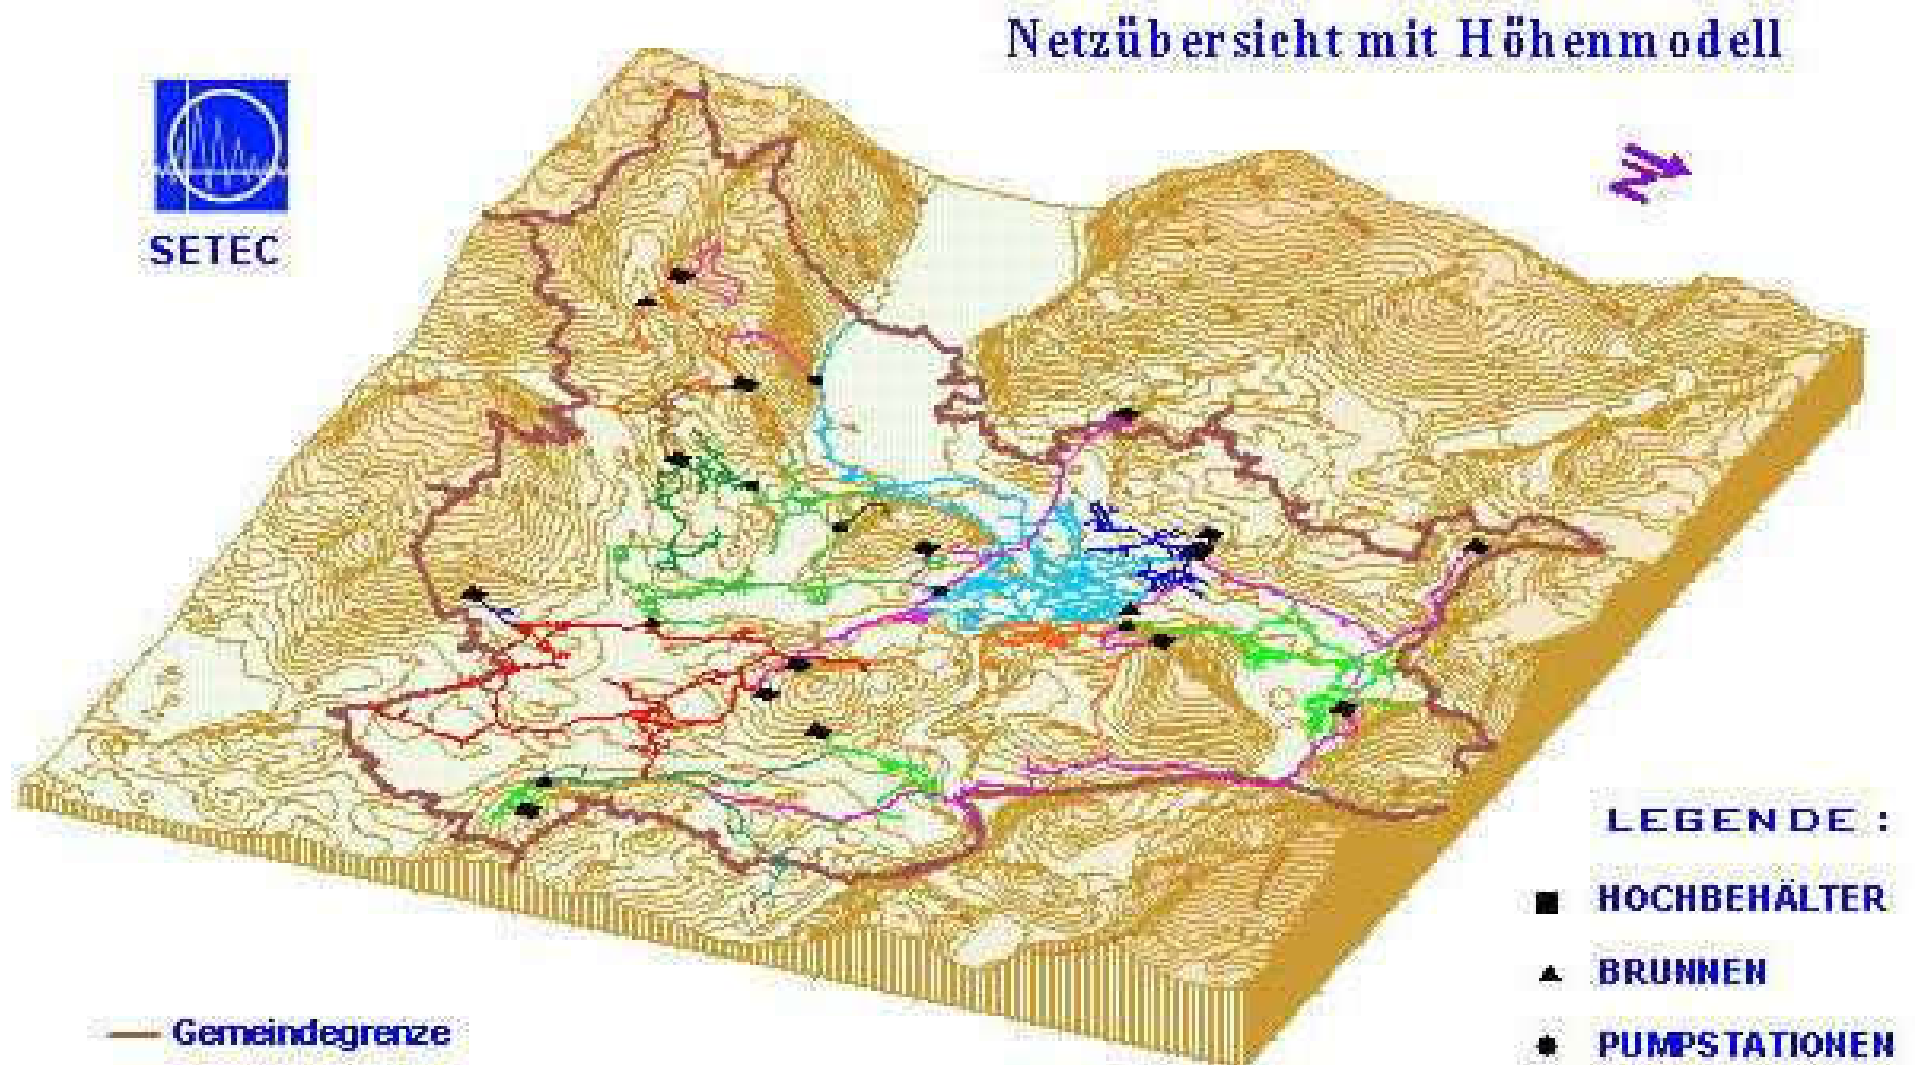 Netzübersicht mit Höhenmodell
N
SETEC
LEGENDE :
HOCHBEHÄLTER
BRUNNEN
PUMPSTATIONEN
Gemeindegrenze